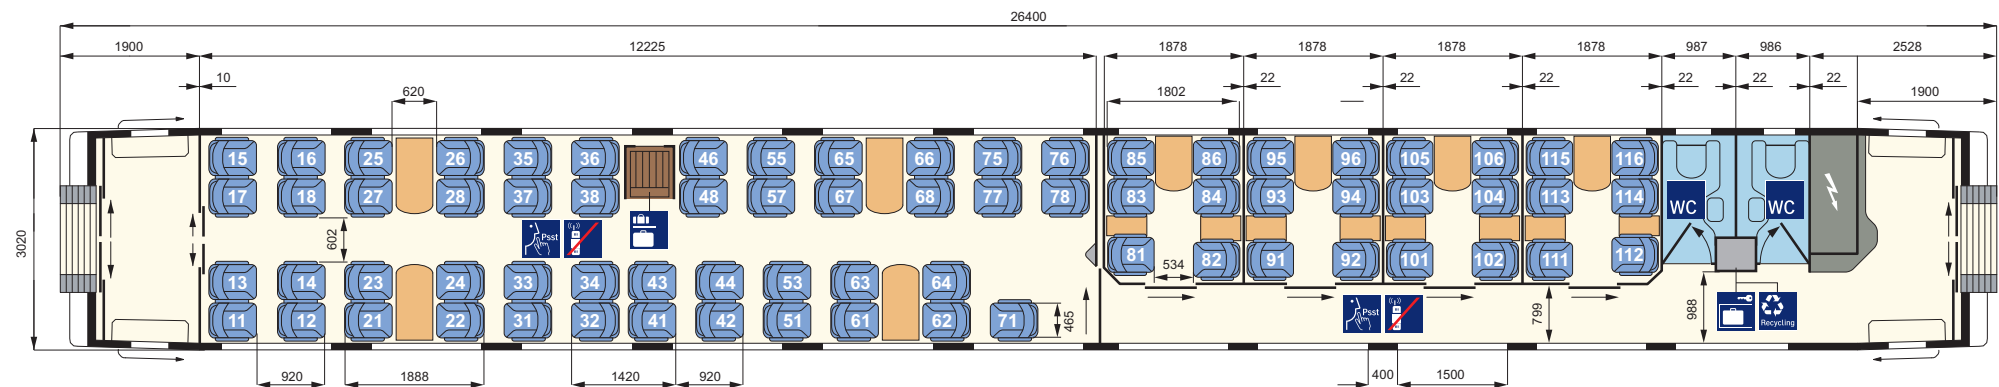 26400
1900 12225 1878 1878 1878 1878 987 986 2528
10 22 22 22 22 22 22
620 1802 1900
15 16 25 26 35 36 46 55 65 66 75 76 85 86 95 96 105 106 115 116
17 18 27 28 37 38 48 57 67 68 77 78 83 84 93 94 103 104 113 114
WC WC
3020 602 Psst
81 82 91 92 101 102 111 112
534
13 14 23 24 33 34 43 44 53 63 64
11 12 21 22 31 32 41 42 51 61 62 71
465 Psst 799 988 Recycling
920 1888 1420 920 400 1500